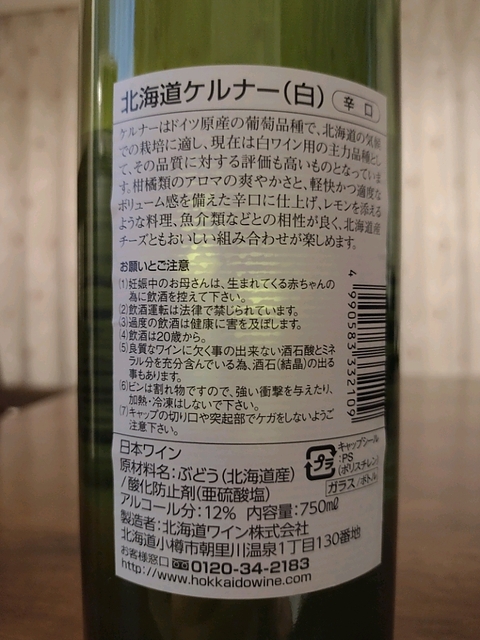 北海道ケルナー(白) 辛口
ケルナーはドイツ原産の葡萄品種で、北海道の気候
での栽培に適し、現在は白ワイン用の主力品種とし
て、その品質に対する評価も高いものとなっていま
す。柑橘類のアロマの爽やかさと、軽快かつ適度な
ボリューム感を備えた辛口に仕上げ、レモンを添える
ような料理、魚介類などとの相性が良く、北海道産
チーズともおいしい組み合わせが楽しめます。
お願いとご注意
(1)妊娠中のお母さんは、生まれてくる赤ちゃんの
為に飲酒を控えて下さい。
(2)飲酒運転は法律で禁じられています。
(3)過度の飲酒は健康に害を及ぼします。
(4)飲酒は20歳から。
(5)良質なワインに欠く事の出来ない酒石酸とミネ
ラル分を充分含んでいる為、酒石(結晶)の出る
事もあります。
(6)ビンは割れ物ですので、強い衝撃を与えたり、
加熱・冷凍はしないで下さい。
(7)キャップの切り口や突起部でケガをしないようご
注意下さい。
4990583332109
日本ワイン
原材料名:ぶどう(北海道産)
/酸化防止剤(亜硫酸塩)
アルコール分:12% 内容量:750ml
製造者:北海道ワイン株式会社
北海道小樽市朝里川温泉1丁目130番地
お客様窓口 0120-34-2183
http://www.hokkaidowine.com
プラ
キャップシール
:PS
(ポリスチレン)
ガラス/ボトル